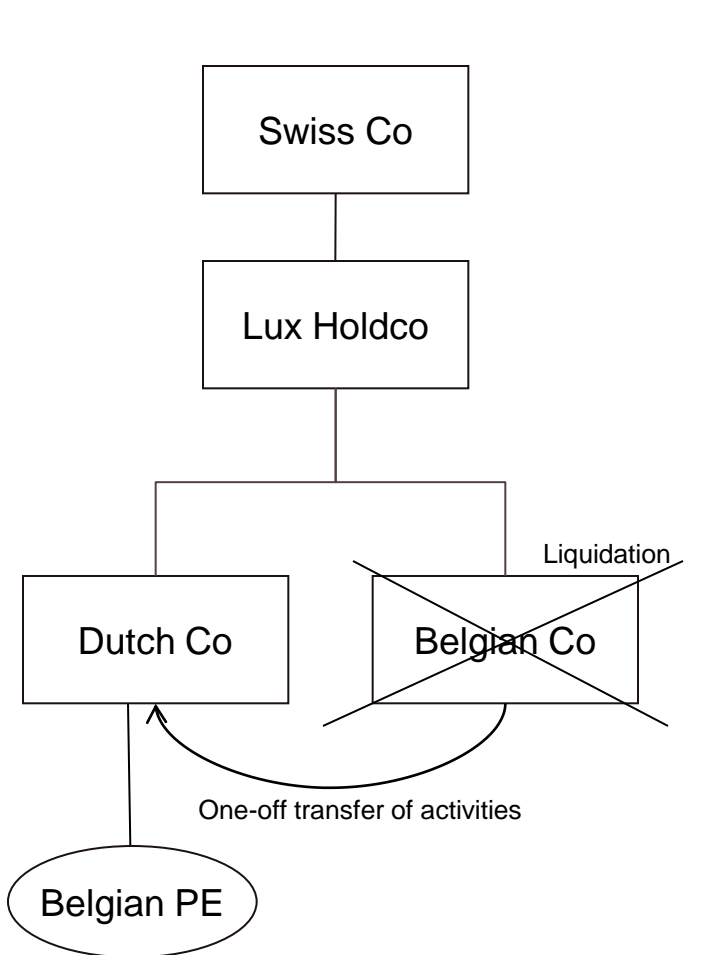 Swiss Co
Lux Holdco
Liquidation
Dutch Co
Belgian Co
One-off transfer of activities
Belgian PE